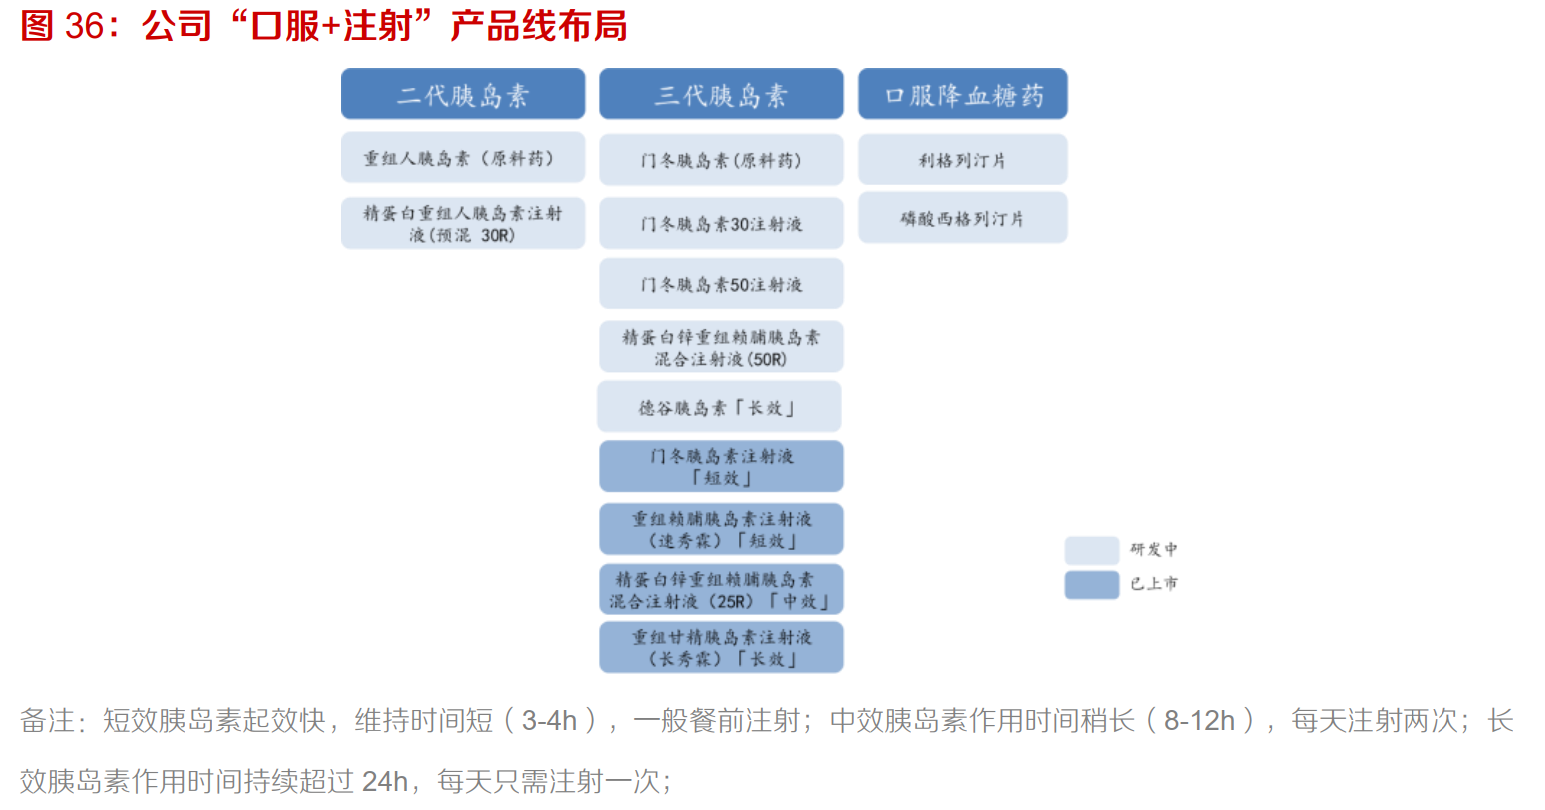 图 36：公司“口服+注射”产品线布局
二代胰岛素
三代胰岛素
口服降血糖药
重组人胰岛素（原料药）
精蛋白重组人胰岛素注射
液(预混 30R)
门冬胰岛素(原料药)
门冬胰岛素30注射液
门冬胰岛素50注射液
精蛋白锌重组赖脯胰岛素
混合注射液(50R)
德谷胰岛素「长效」
门冬胰岛素注射液
「短效」
重组赖脯胰岛素注射液
（速秀霖）「短效」
精蛋白锌重组赖脯胰岛素
混合注射液（25R）「中效」
重组甘精胰岛素注射液
（长秀霖）「长效」
利格列汀片
磷酸西格列汀片
研发中
已上市
备注：短效胰岛素起效快，维持时间短（3-4h），一般餐前注射；中效胰岛素作用时间稍长（8-12h），每天注射两次；长
效胰岛素作用时间持续超过 24h，每天只需注射一次；